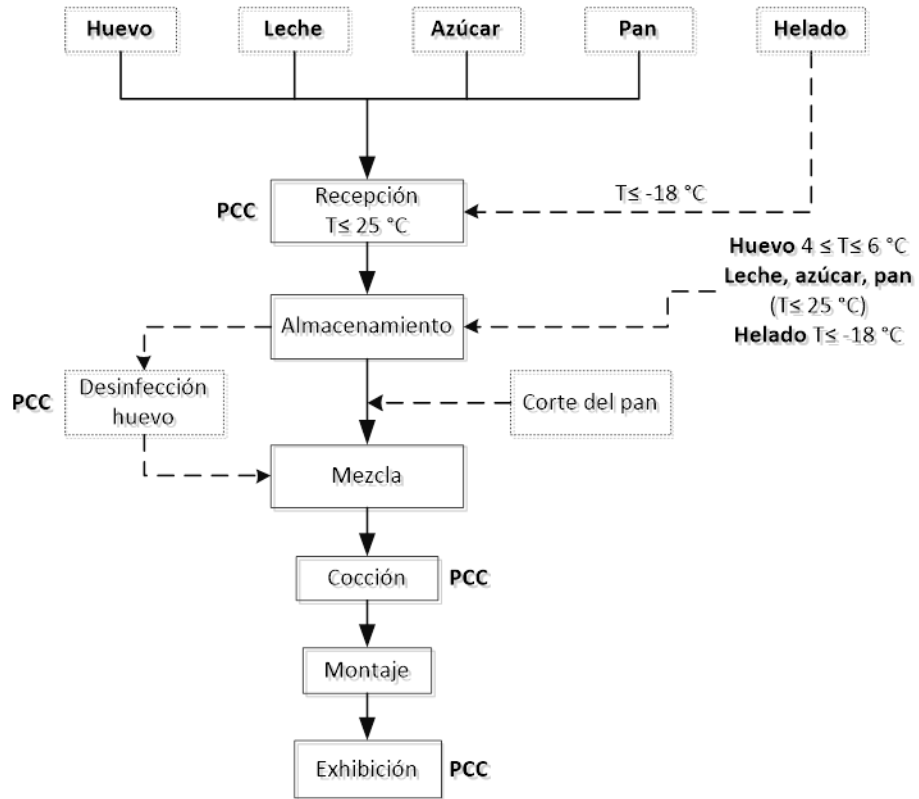 Huevo
Leche
Azúcar
Pan
Helado
PCC
Recepción
T≤ 25 °C
T≤ -18 °C
Huevo 4 ≤ T≤ 6 °C
Leche, azúcar, pan
(T≤ 25 °C)
Helado T≤ -18 °C
Almacenamiento
PCC
Desinfección
huevo
Corte del pan
Mezcla
Cocción
PCC
Montaje
Exhibición
PCC